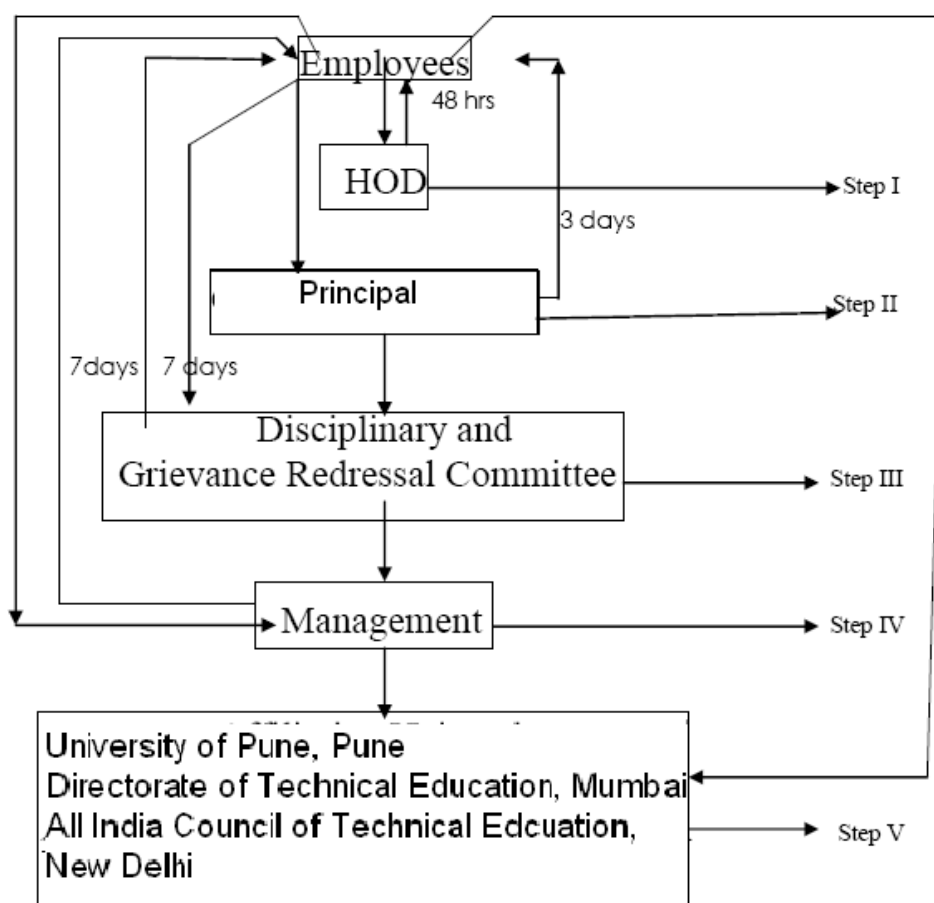 Employees
48 hrs
HOD
Step I
3 days
Principal
Step II
7days 7 days
Disciplinary and
Grievance Redressal Committee
Step III
Management
Step IV
University of Pune, Pune
Directorate of Technical Education, Mumbai
All India Council of Technical Edcuation,
New Delhi
Step V